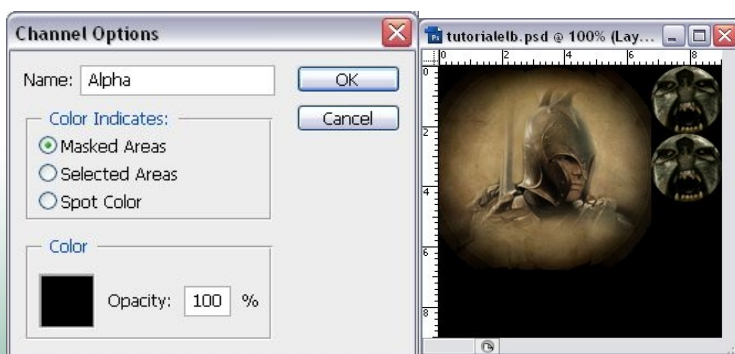 Channel Options
Name: Alpha
OK
Cancel
Color Indicates:
Masked Areas
Selected Areas
Spot Color
Color
Opacity: 100 %
tutorialelb.psd @ 100% (Lay...
0 2 4 6 8
0
2
4
6
8